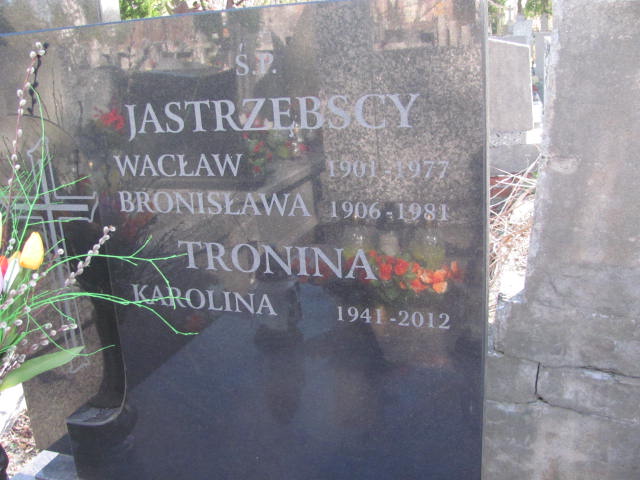 Ś.P.
JASTRZĘBSCY
WACŁAW 1901-1977
BRONISŁAWA 1906-1981
TRONINA
KAROLINA 1941-2012